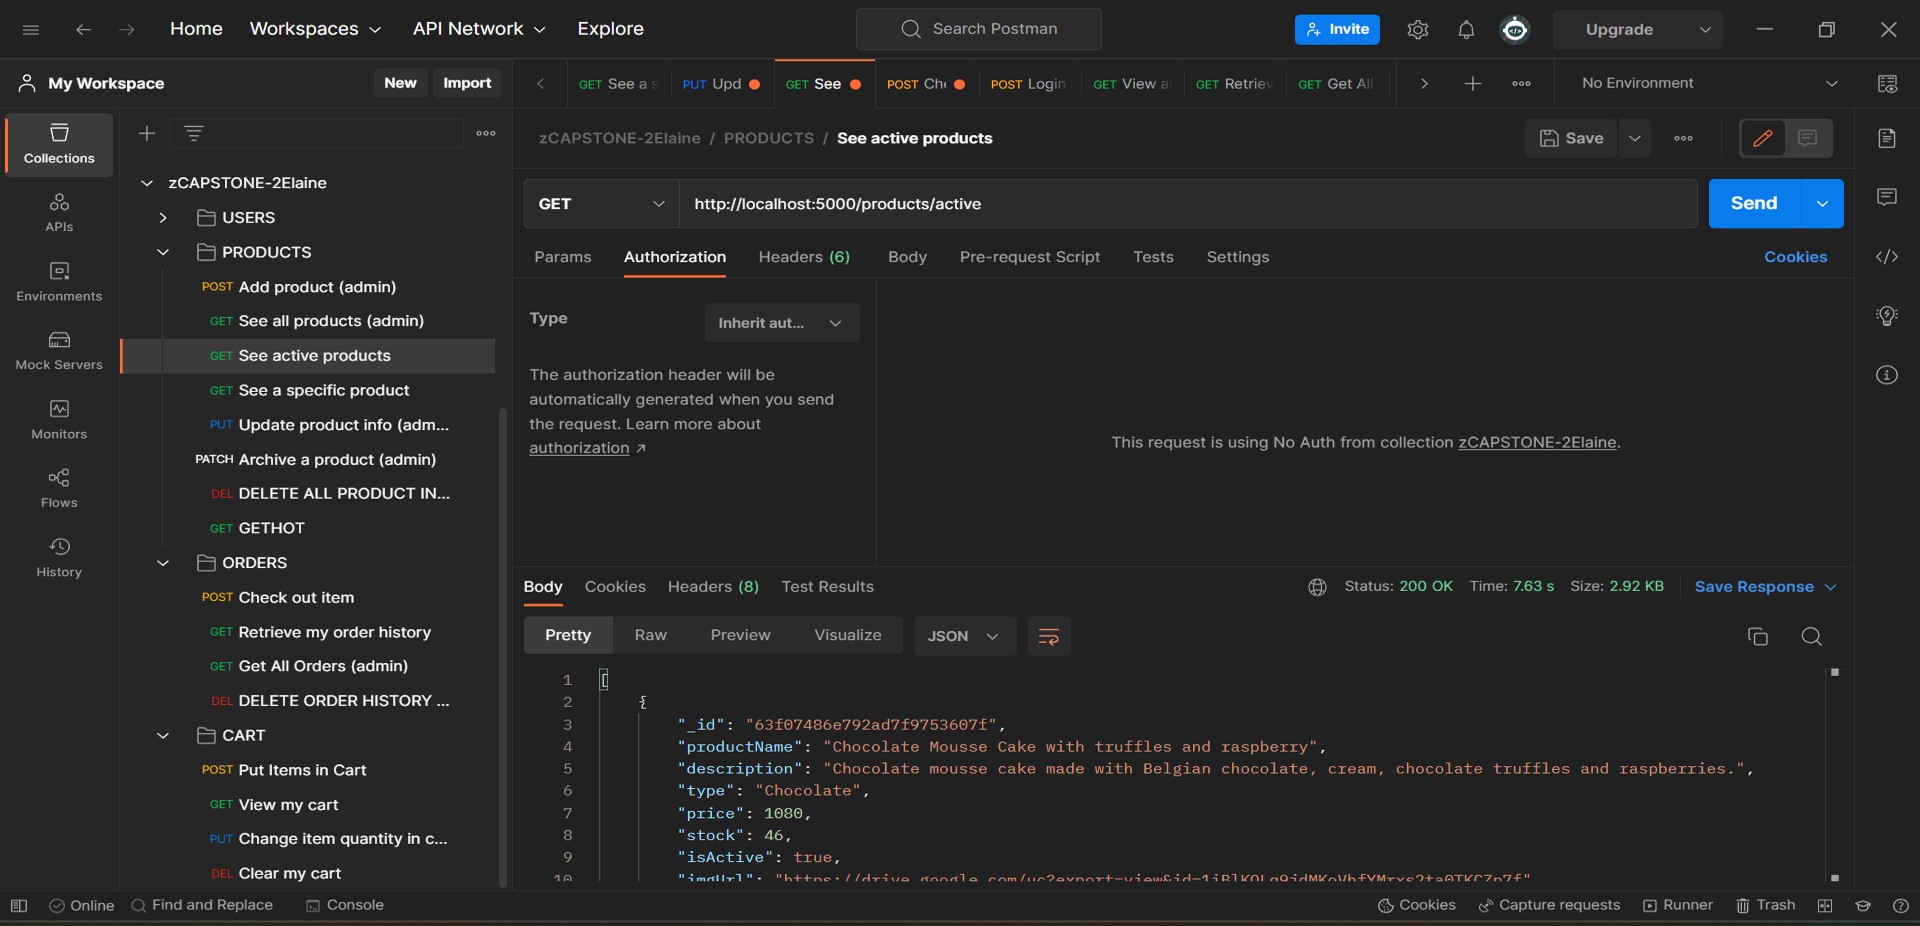 Home Workspaces API Network Explore Search Postman Invite Upgrade
My Workspace New Import GET See a s PUT Upd GET See POST Che POST Login GET View a GET Retriev GET Get All No Environment
zCAPSTONE-2Elaine / PRODUCTS / See active products Save
Collections
APIs
Environments
Mock Servers
Monitors
Flows
History
zCAPSTONE-2Elaine
USERS
PRODUCTS
POST Add product (admin)
GET See all products (admin)
GET See active products
GET See a specific product
PUT Update product info (adm...
PATCH Archive a product (admin)
DEL DELETE ALL PRODUCT IN...
GET GETHOT
ORDERS
POST Check out item
GET Retrieve my order history
GET Get All Orders (admin)
DEL DELETE ORDER HISTORY ...
CART
POST Put Items in Cart
GET View my cart
PUT Change item quantity in c...
DEL Clear my cart
GET http://localhost:5000/products/active Send
Params Authorization Headers (6) Body Pre-request Script Tests Settings Cookies
Type Inherit aut...
The authorization header will be
automatically generated when you send
the request. Learn more about
authorization ↗
This request is using No Auth from collection zCAPSTONE-2Elaine.
Body Cookies Headers (8) Test Results Status: 200 OK Time: 7.63 s Size: 2.92 KB Save Response
Pretty Raw Preview Visualize JSON
1 [
2 {
3 "_id": "63f07486e792ad7f9753607f",
4 "productName": "Chocolate Mousse Cake with truffles and raspberry",
5 "description": "Chocolate mousse cake made with Belgian chocolate, cream, chocolate truffles and raspberries.",
6 "type": "Chocolate",
7 "price": 1080,
8 "stock": 46,
9 "isActive": true,
10 "imgUrl":
Online Find and Replace Console Cookies Capture requests Runner Trash